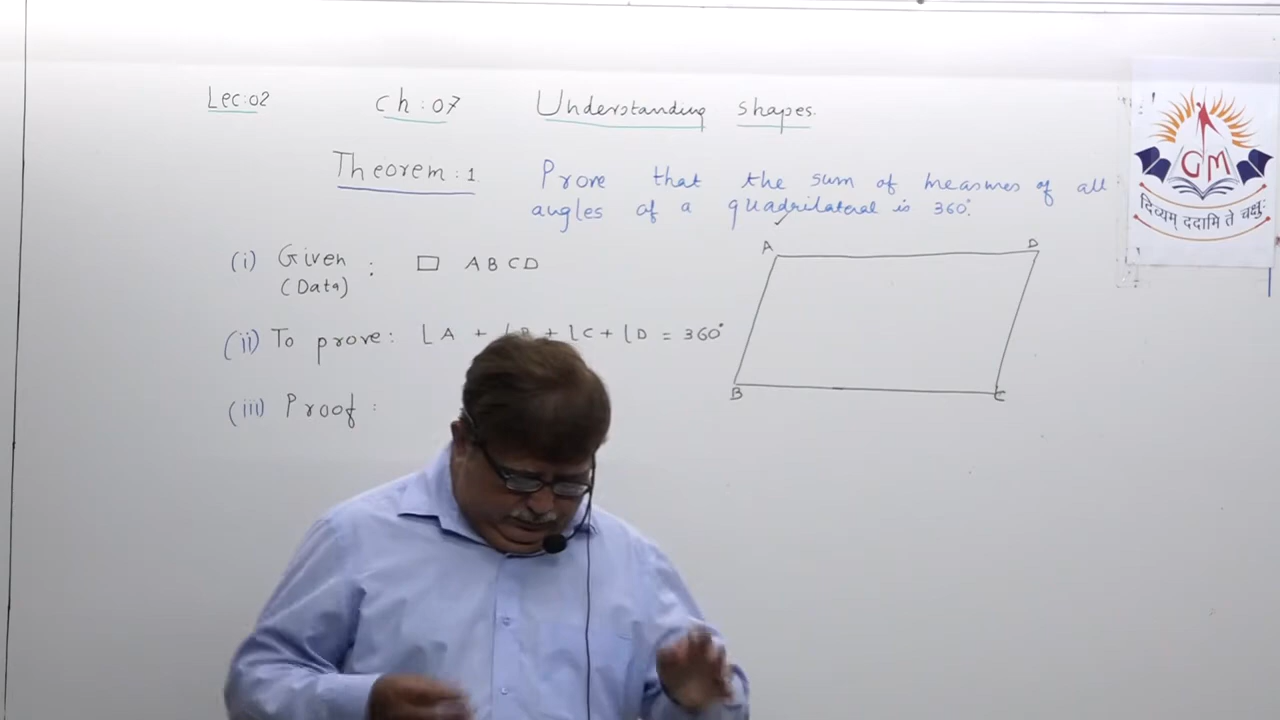 Lec:02 Ch:07 Understanding shapes.
Theorem:1 Prove that the sum of measures of all
angles of a quadrilateral is 360°.
(i) Given : □ ABCD
(Data)
(ii) To prove: ∠A + ∠B + ∠C + ∠D = 360°
(iii) Proof:
A D
B C
GM
दिव्यम् ददामि ते चक्षुः